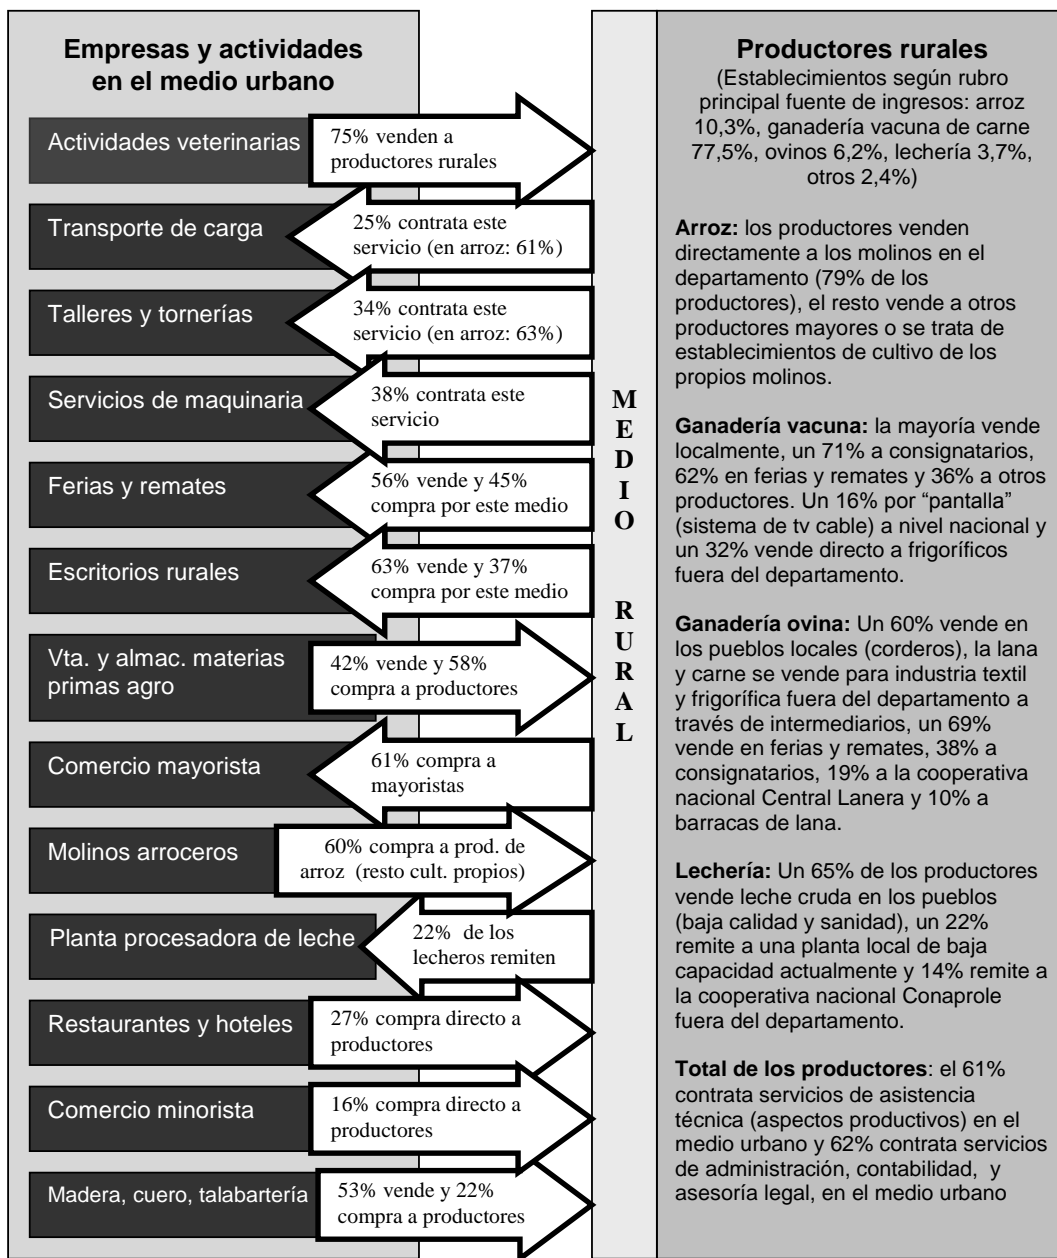 Empresas y actividades
en el medio urbano
Actividades veterinarias
75% venden a
productores rurales
Transporte de carga
25% contrata este
servicio (en arroz: 61%)
Talleres y tornerías
34% contrata este
servicio (en arroz: 63%)
Servicios de maquinaria
38% contrata este
servicio
Ferias y remates
56% vende y 45%
compra por este medio
Escritorios rurales
63% vende y 37%
compra por este medio
Vta. y almac. materias
primas agro
42% vende y 58%
compra a productores
Comercio mayorista
61% compra a
mayoristas
Molinos arroceros
60% compra a prod. de
arroz (resto cult. propios)
Planta procesadora de leche
22% de los
lecheros remiten
Restaurantes y hoteles
27% compra directo a
productores
Comercio minorista
16% compra directo a
productores
Madera, cuero, talabartería
53% vende y 22%
compra a productores
M
E
D
I
O
R
U
R
A
L
Productores rurales
(Establecimientos según rubro
principal fuente de ingresos: arroz
10,3%, ganadería vacuna de carne
77,5%, ovinos 6,2%, lechería 3,7%,
otros 2,4%)
Arroz: los productores venden
directamente a los molinos en el
departamento (79% de los
productores), el resto vende a otros
productores mayores o se trata de
establecimientos de cultivo de los
propios molinos.
Ganadería vacuna: la mayoría vende
localmente, un 71% a consignatarios,
62% en ferias y remates y 36% a otros
productores. Un 16% por “pantalla”
(sistema de tv cable) a nivel nacional y
un 32% vende directo a frigoríficos
fuera del departamento.
Ganadería ovina: Un 60% vende en
los pueblos locales (corderos), la lana
y carne se vende para industria textil
y frigorífica fuera del departamento a
través de intermediarios, un 69%
vende en ferias y remates, 38% a
consignatarios, 19% a la cooperativa
nacional Central Lanera y 10% a
barracas de lana.
Lechería: Un 65% de los productores
vende leche cruda en los pueblos
(baja calidad y sanidad), un 22%
remite a una planta local de baja
capacidad actualmente y 14% remite a
la cooperativa nacional Conaprole
fuera del departamento.
Total de los productores: el 61%
contrata servicios de asistencia
técnica (aspectos productivos) en el
medio urbano y 62% contrata servicios
de administración, contabilidad, y
asesoría legal, en el medio urbano